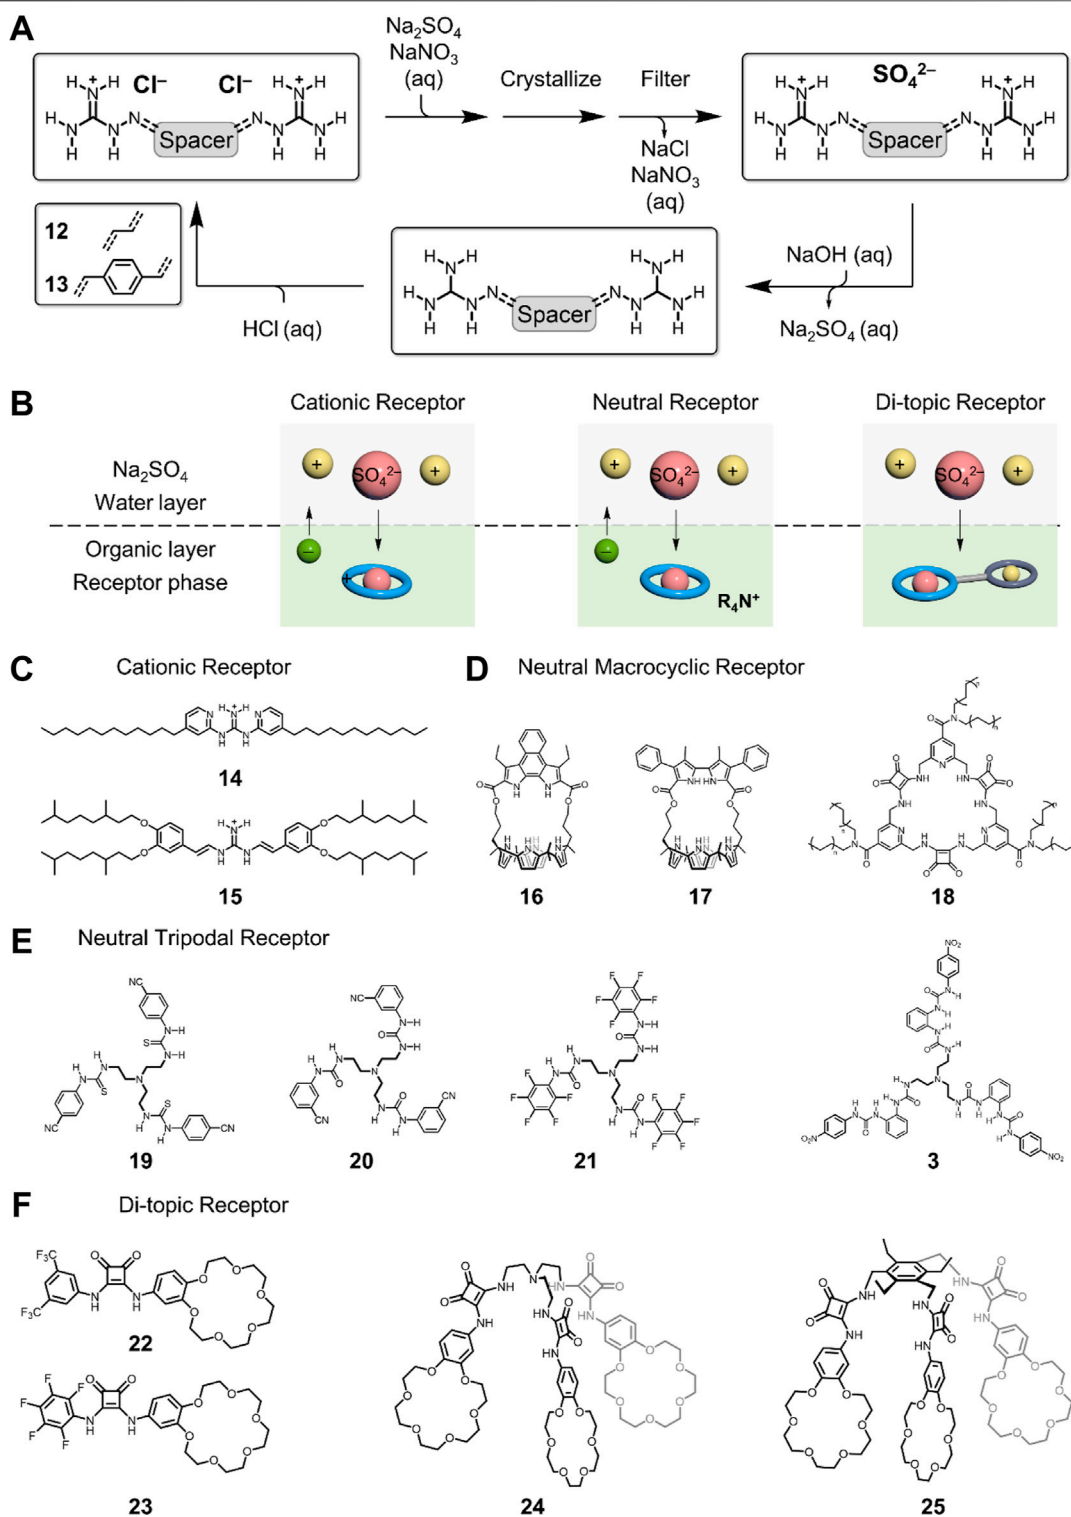 A
Na₂SO₄
NaNO₃
(aq)
Crystallize
Filter
NaCl
NaNO₃
(aq)
Cl⁻ Cl⁻
Spacer
SO₄²⁻
Spacer
12
13
HCl (aq)
Spacer
NaOH (aq)
Na₂SO₄ (aq)
B
Cationic Receptor
Neutral Receptor
Di-topic Receptor
Na₂SO₄
Water layer
Organic layer
Receptor phase
SO₄²⁻
SO₄²⁻
SO₄²⁻
R₄N⁺
C
Cationic Receptor
14
15
D
Neutral Macrocyclic Receptor
16
17
18
E
Neutral Tripodal Receptor
19
20
21
3
F
Di-topic Receptor
22
23
24
25